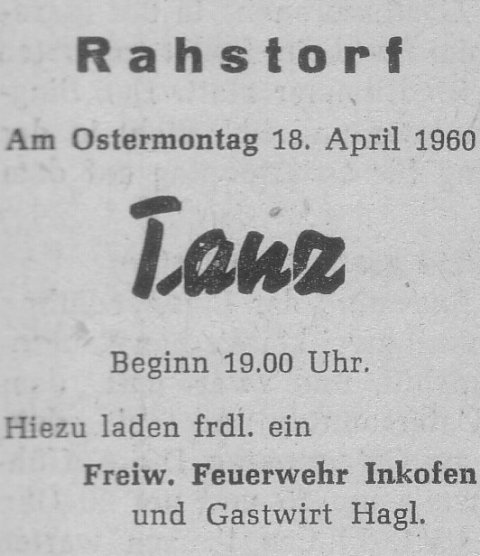 Rahstorf
Am Ostermontag 18. April 1960
Tanz
Beginn 19.00 Uhr.
Hiezu laden frdl. ein
Freiw. Feuerwehr Inkofen
und Gastwirt Hagl.